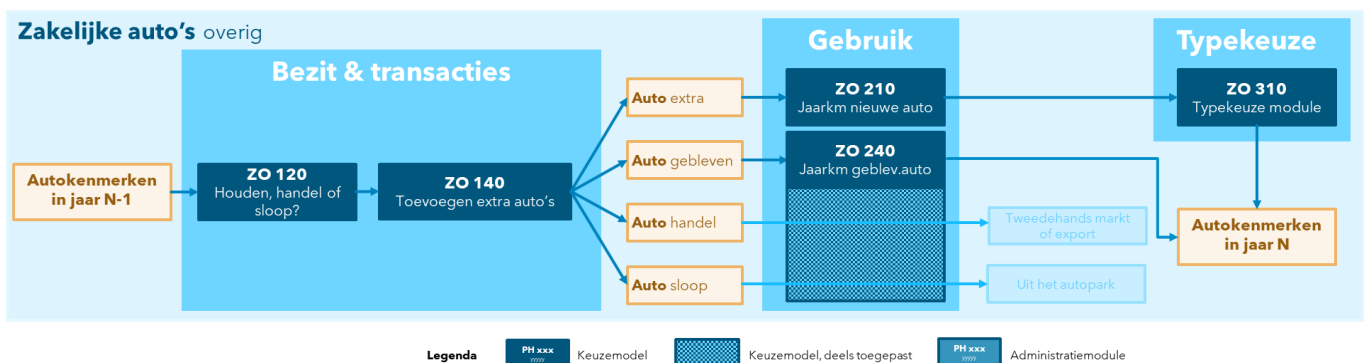 Zakelijke auto's overig
Bezit & transacties
Gebruik
Typekeuze
Autokenmerken
in jaar N-1
ZO 120
Houden, handel of
sloop?
ZO 140
Toevoegen extra auto's
Auto extra
Auto gebleven
Auto handel
Auto sloop
ZO 210
Jaarkm nieuwe auto
ZO 240
Jaarkm geblev.auto
ZO 310
Typekeuze module
Tweedehands markt
of export
Uit het autopark
Autokenmerken
in jaar N
Legenda
PH xxx
yyyyy
Keuzemodel
Keuzemodel, deels toegepast
PH xxx
yyyyy
Administratiemodule